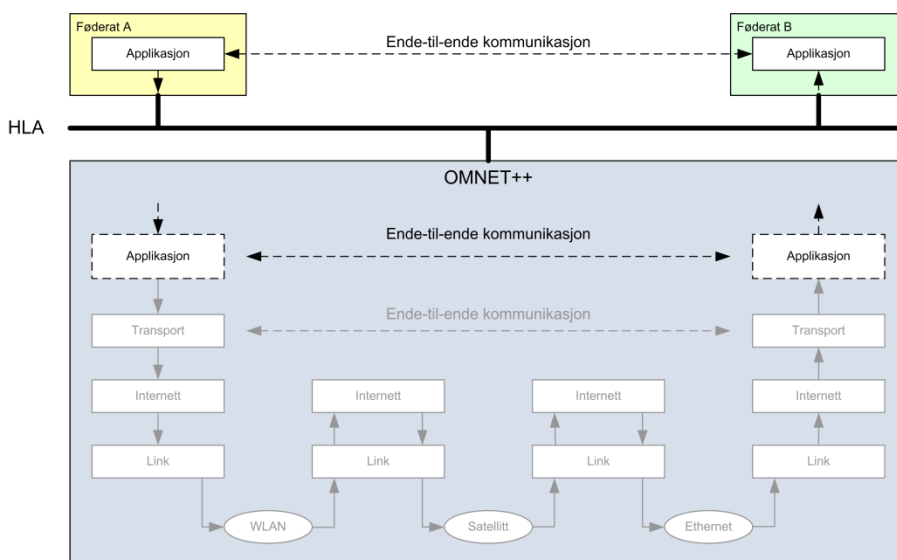 Føderat A
Føderat B
Applikasjon
Ende-til-ende kommunikasjon
Applikasjon
HLA
OMNET++
Applikasjon
Ende-til-ende kommunikasjon
Applikasjon
Transport
Ende-til-ende kommunikasjon
Transport
Internett
Internett
Internett
Internett
Link
Link
Link
Link
WLAN
Satellitt
Ethernet